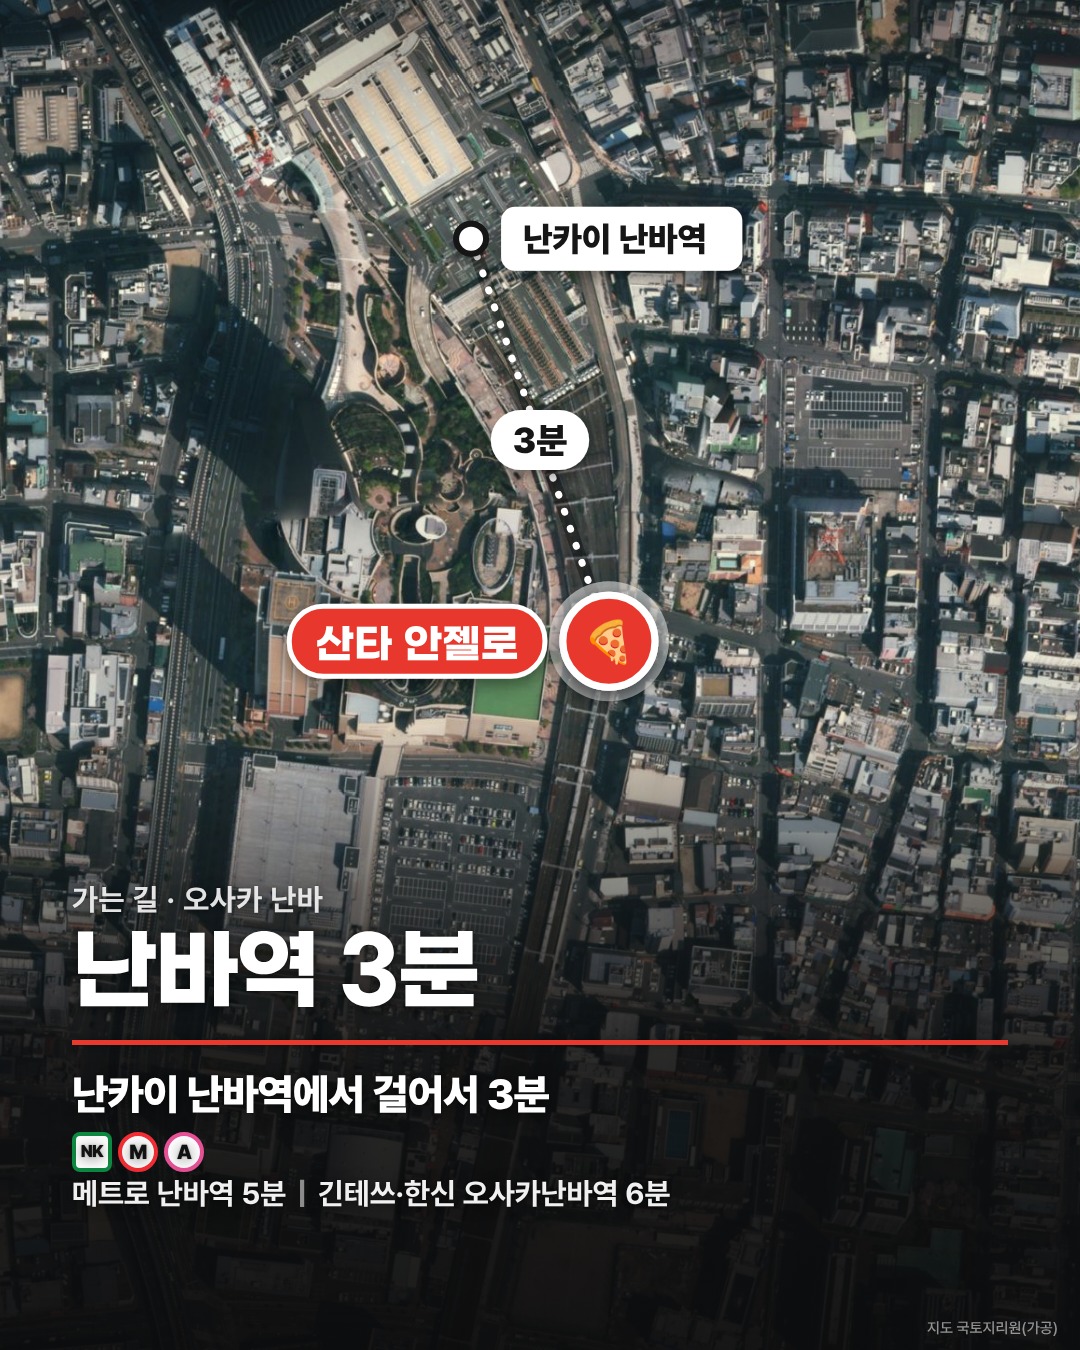 난카이 난바역
3분
산타 안젤로
가는 길 · 오사카 난바
난바역 3분
난카이 난바역에서 걸어서 3분
NK M A
메트로 난바역 5분 | 긴테쓰·한신 오사카난바역 6분
지도 국토지리원(가공)